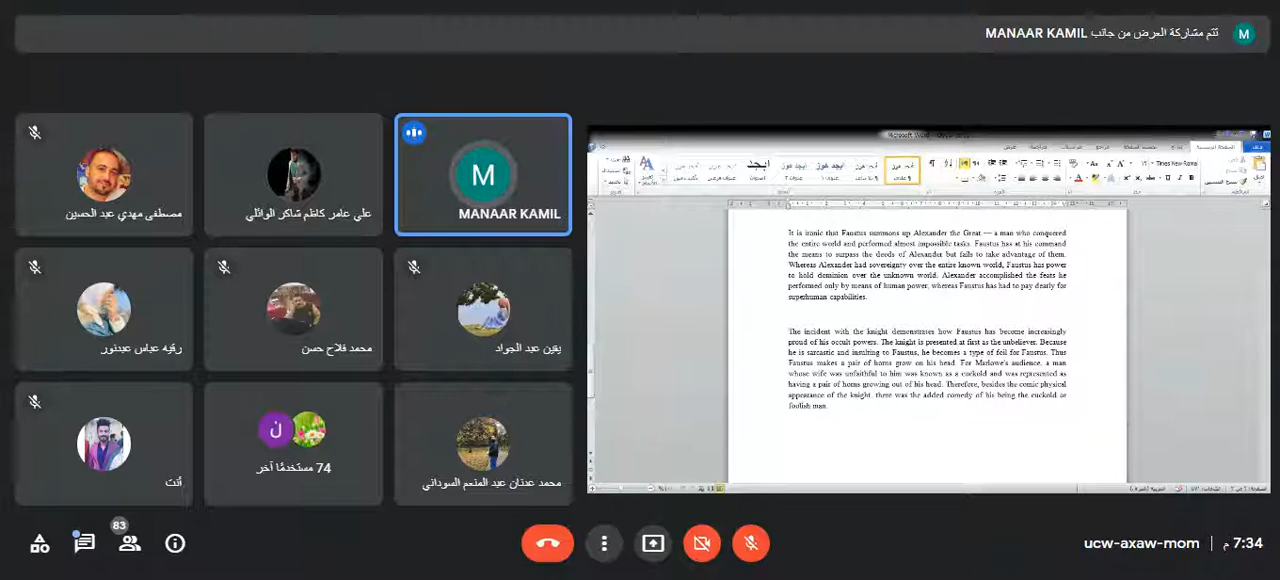 تتم مشاركة العرض من جانب MANAAR KAMIL
M
مصطفى مهدي عبد الحسين
علي عامر كاظم شاكر الوائلي
M
MANAAR KAMIL
رقيه عباس عبدنور
محمد فلاح حسن
يقين عبد الجواد
أنت
ن
74 مستخدمًا آخر
محمد عدنان عبد المنعم السوداني
Microsoft Word
Times New Roma
It is ironic that Faustus summons up Alexander the Great — a man who conquered
the entire world and performed almost impossible tasks. Faustus has at his command
the means to surpass the deeds of Alexander but fails to take advantage of them.
Whereas Alexander had sovereignty over the entire known world, Faustus has power
to hold dominion over the unknown world. Alexander accomplished the feats he
performed only by means of human power, whereas Faustus has had to pay dearly for
superhuman capabilities.
The incident with the knight demonstrates how Faustus has become increasingly
proud of his occult powers. The knight is presented at first as the unbeliever. Because
he is sarcastic and insulting to Faustus, he becomes a type of foil for Faustus. Thus
Faustus makes a pair of horns grow on his head. For Marlowe's audience, a man
whose wife was unfaithful to him was known as a cuckold and was represented as
having a pair of horns growing out of his head. Therefore, besides the comic physical
appearance of the knight, there was the added comedy of his being the cuckold or
foolish man.
83
ucw-axaw-mom
7:34 م